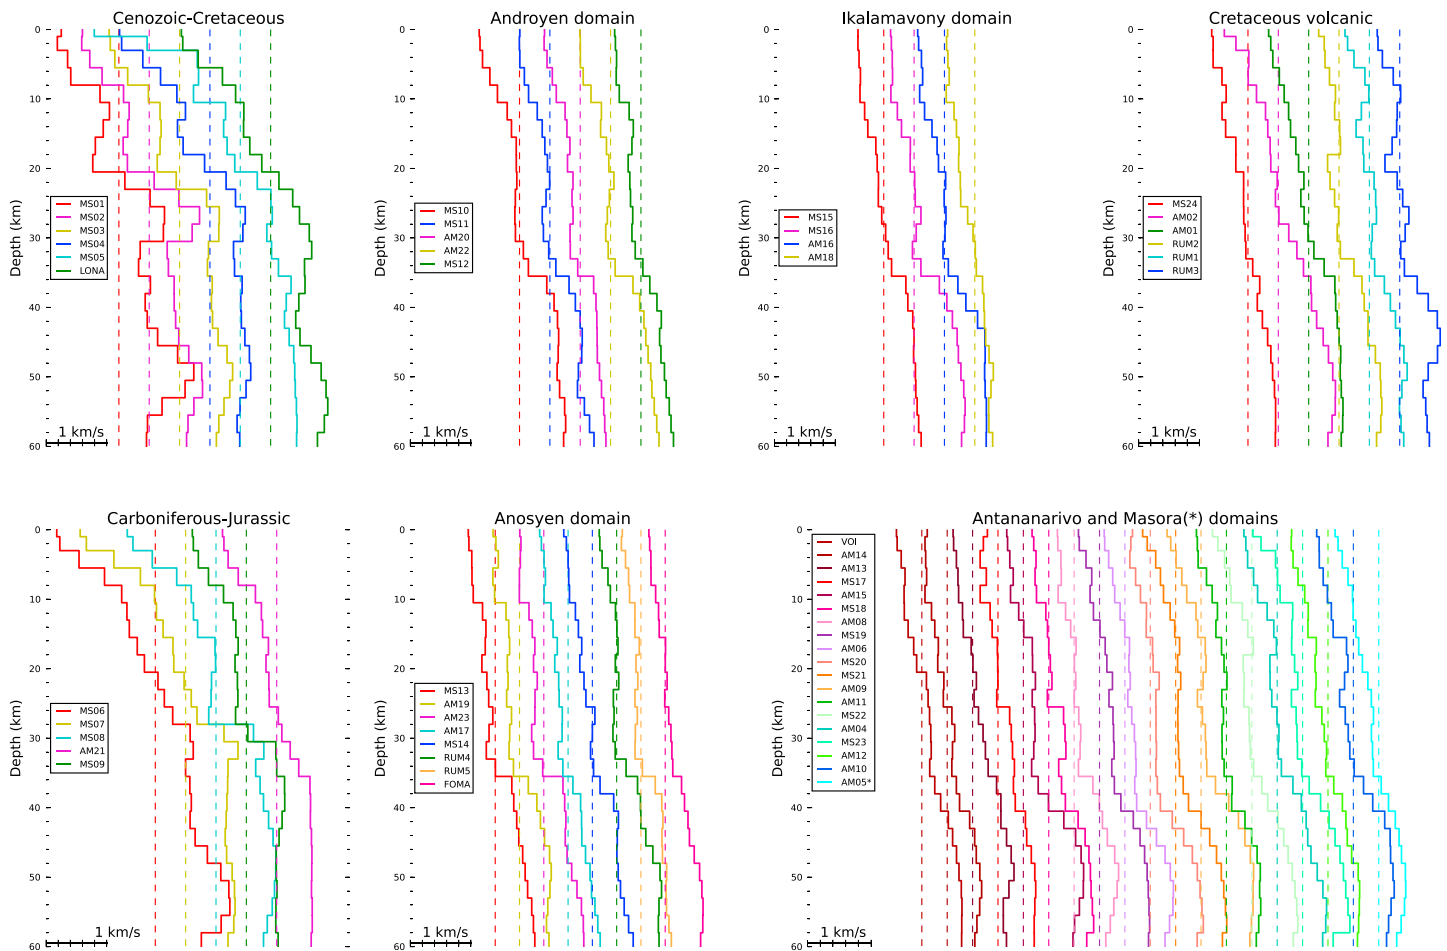 Cenozoic-Cretaceous
0
10
20
30
40
50
60
Depth (km)
MS01
MS02
MS03
MS04
MS05
LONA
1 km/s
Androyen domain
0
10
20
30
40
50
60
Depth (km)
MS10
MS11
AM20
AM22
MS12
1 km/s
Ikalamavony domain
0
10
20
30
40
50
60
Depth (km)
MS15
MS16
AM16
AM18
1 km/s
Cretaceous volcanic
0
10
20
30
40
50
60
Depth (km)
MS24
AM02
AM01
RUM2
RUM1
RUM3
1 km/s
Carboniferous-Jurassic
0
10
20
30
40
50
60
Depth (km)
MS06
MS07
MS08
AM21
MS09
1 km/s
Anosyen domain
0
10
20
30
40
50
60
Depth (km)
MS13
AM19
AM23
AM17
MS14
RUM4
RUM5
FOMA
1 km/s
Antananarivo and Masora(*) domains
0
10
20
30
40
50
60
Depth (km)
VOI
AM14
AM13
MS17
AM15
MS18
AM08
MS19
AM06
MS20
MS21
AM09
AM11
MS22
AM04
MS23
AM12
AM10
AM05*
1 km/s